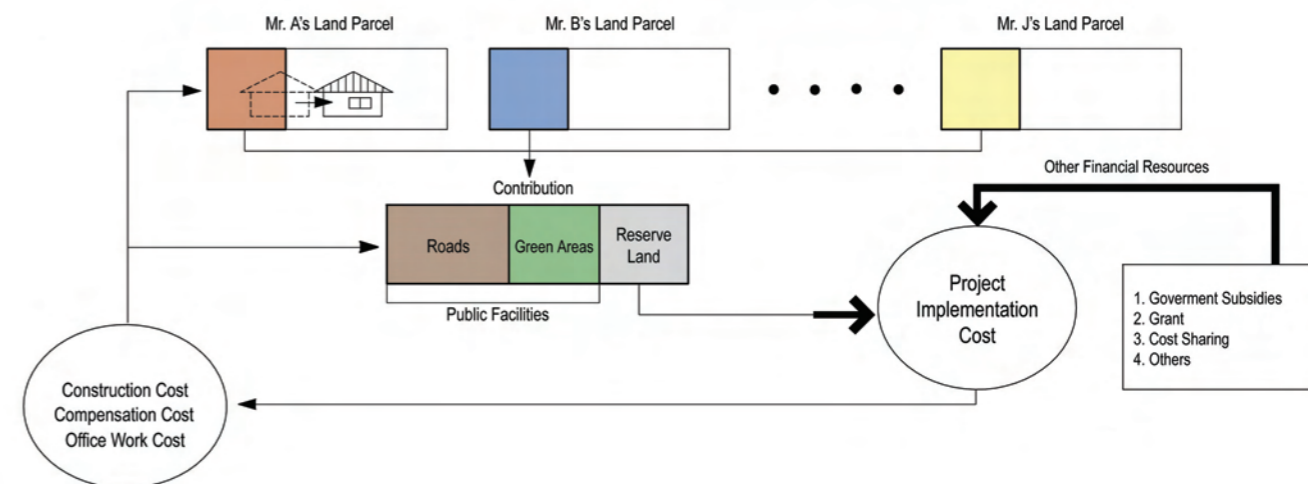 Mr. A's Land Parcel
Mr. B's Land Parcel
Mr. J's Land Parcel
Other Financial Resources
Contribution
Roads
Green Areas
Reserve
Land
Public Facilities
Project
Implementation
Cost
1. Goverment Subsidies
2. Grant
3. Cost Sharing
4. Others
Construction Cost
Compensation Cost
Office Work Cost